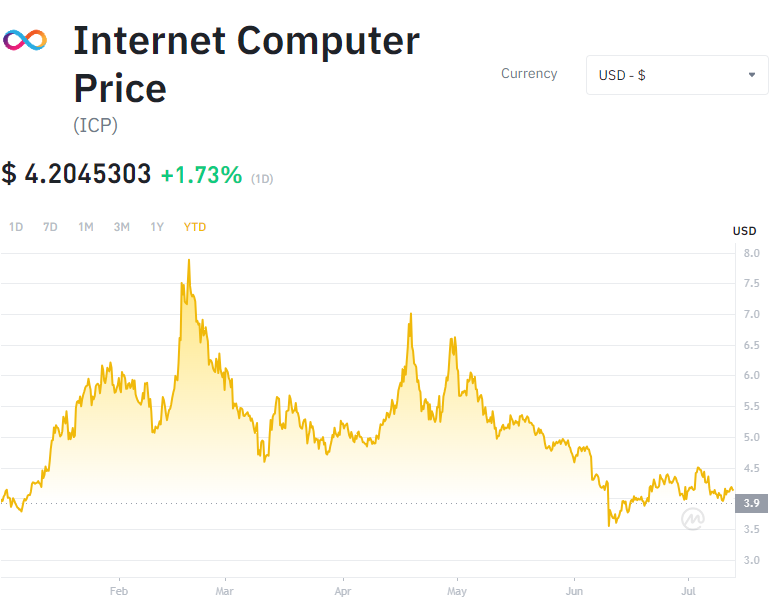 Internet Computer
Price
(ICP)
Currency
USD - $
$ 4.2045303 +1.73% (1D)
1D 7D 1M 3M 1Y YTD
USD
8.0
7.5
7.0
6.5
6.0
5.5
5.0
4.5
3.9
3.5
3.0
Feb Mar Apr May Jun Jul